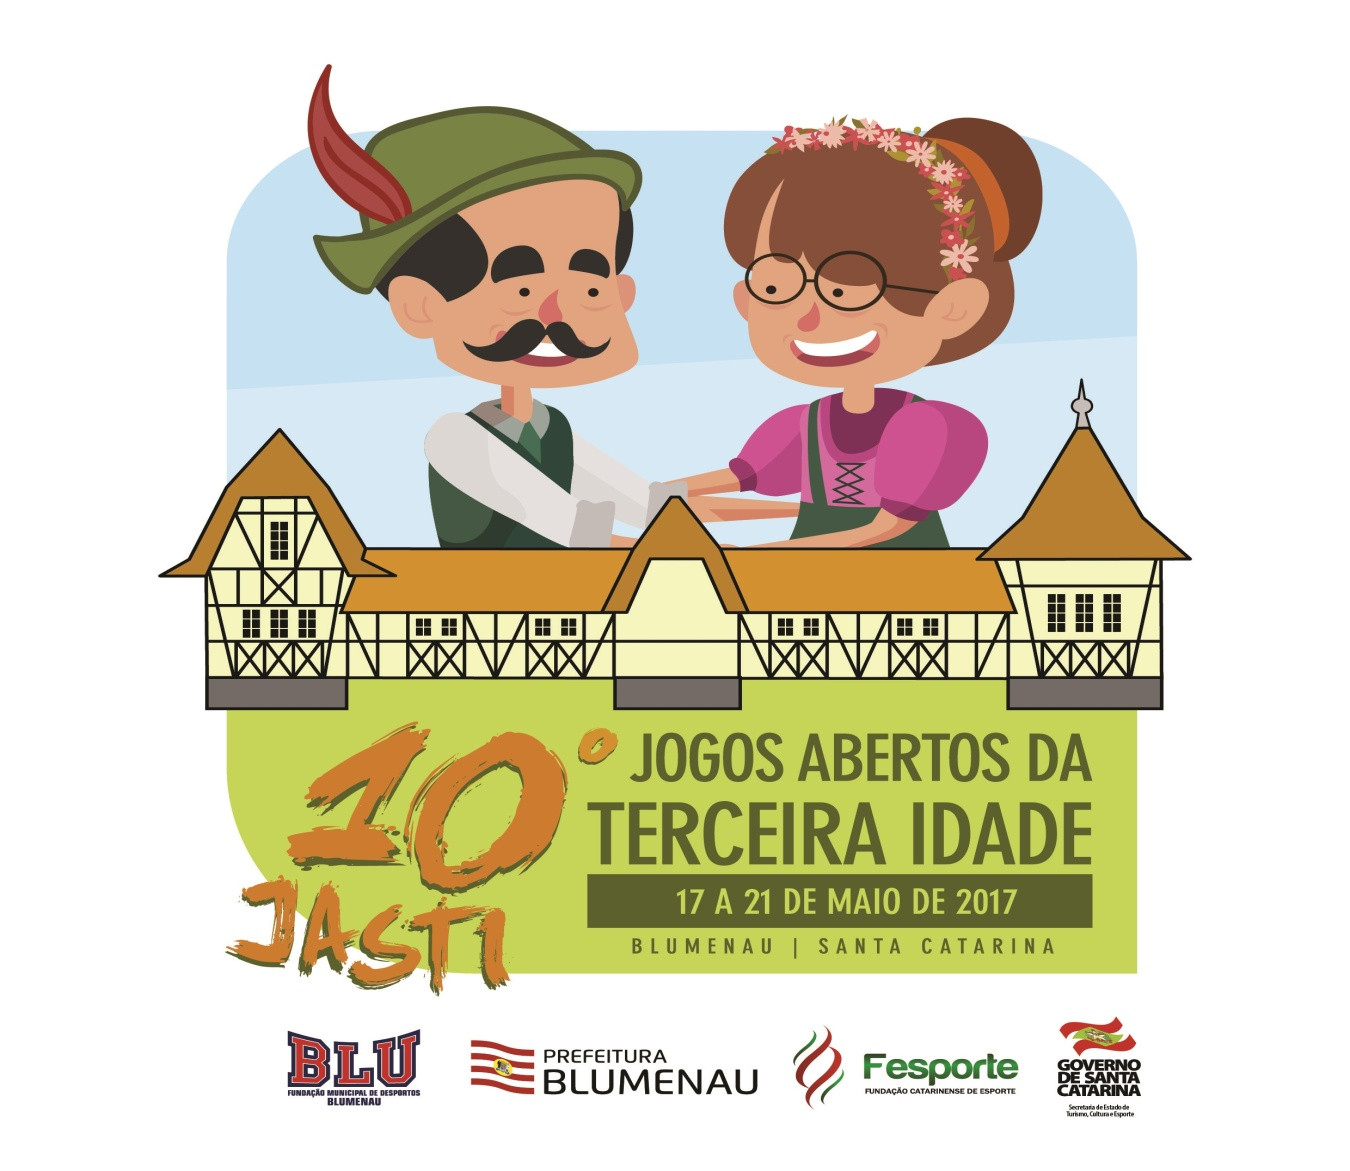 10º
JASTI
JOGOS ABERTOS DA
TERCEIRA IDADE
17 A 21 DE MAIO DE 2017
BLUMENAU | SANTA CATARINA
BLU
FUNDAÇÃO MUNICIPAL DE DESPORTOS
BLUMENAU
PREFEITURA
BLUMENAU
Fesporte
FUNDAÇÃO CATARINENSE DE ESPORTE
GOVERNO
DE SANTA
CATARINA
Secretaria de Estado de
Turismo, Cultura e Esporte